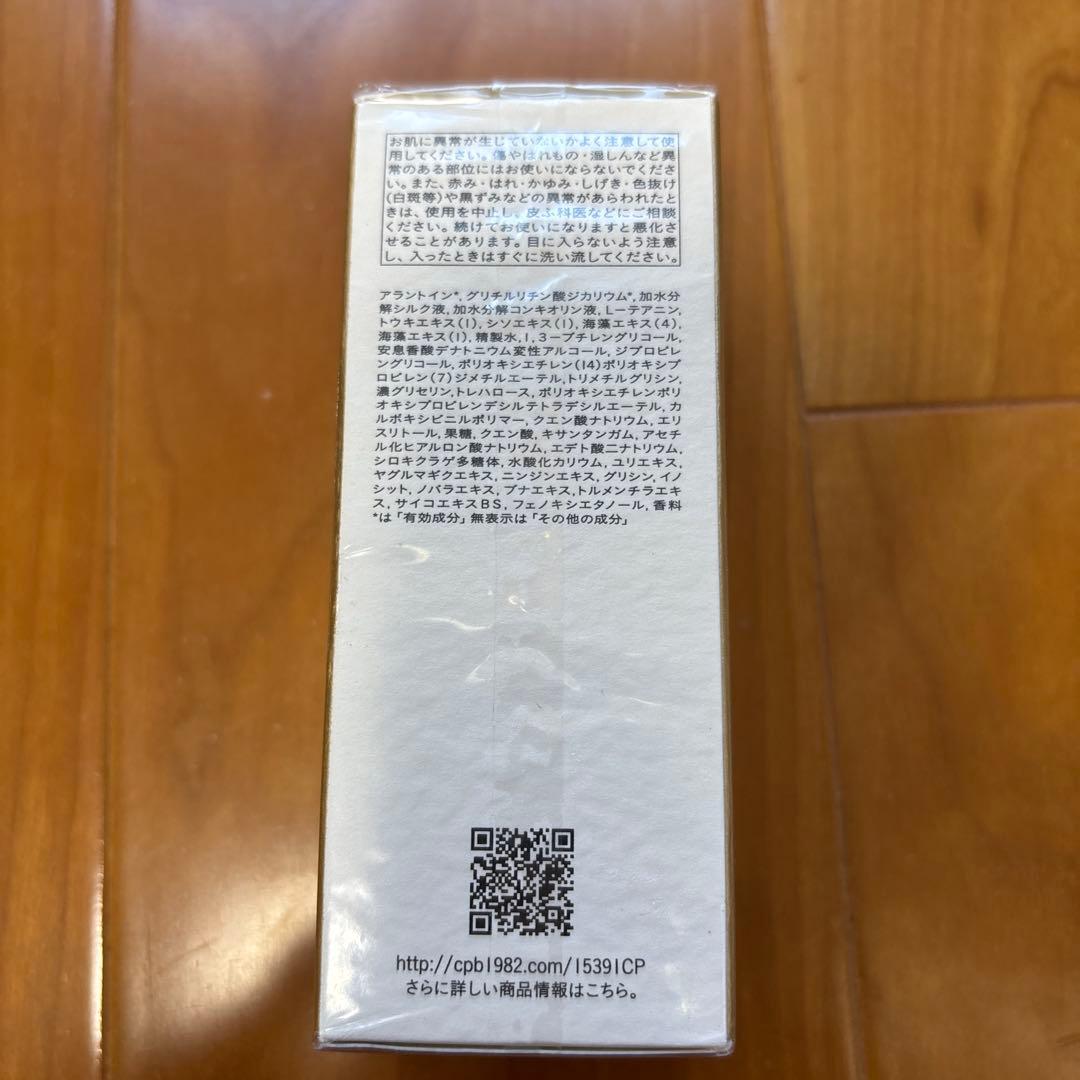 お肌に異常が生じていないかよく注意して使
用してください。傷やはれもの・湿しんなど異
常のある部位にはお使いにならないでくださ
い。また、赤み・はれ・かゆみ・しげき・色抜け
(白斑等)や黒ずみなどの異常があらわれたと
きは、使用を中止し、皮ふ科医などにご相談
ください。続けてお使いになりますと悪化さ
せることがあります。目に入らないよう注意
し、入ったときはすぐに洗い流してください。
アラントイン*, グリチルリチン酸ジカリウム*, 加水分
解シルク液, 加水分解コンキオリン液, L-テアニン,
トウキエキス(1), シソエキス(1), 海藻エキス(4),
海藻エキス(1), 精製水, 1, 3-ブチレングリコール,
安息香酸デナトニウム変性アルコール, ジプロピレ
ングリコール, ポリオキシエチレン(14)ポリオキシプ
ロピレン(7)ジメチルエーテル, トリメチルグリシン,
濃グリセリン, トレハロース, ポリオキシエチレンポリ
オキシプロピレンデシルテトラデシルエーテル, カ
ルボキシビニルポリマー, クエン酸ナトリウム, エリ
スリトール, 果糖, クエン酸, キサンタンガム, アセチ
ル化ヒアルロン酸ナトリウム, エデト酸二ナトリウム,
シロキクラゲ多糖体, 水酸化カリウム, ユリエキス,
ヤグルマギクエキス, ニンジンエキス, グリシン, イノ
シット, ノバラエキス, ブナエキス, トルメンチラエキ
ス, サイコエキスBS, フェノキシエタノール, 香料
*は「有効成分」無表示は「その他の成分」
http://cpb1982.com/15391CP
さらに詳しい商品情報はこちら。